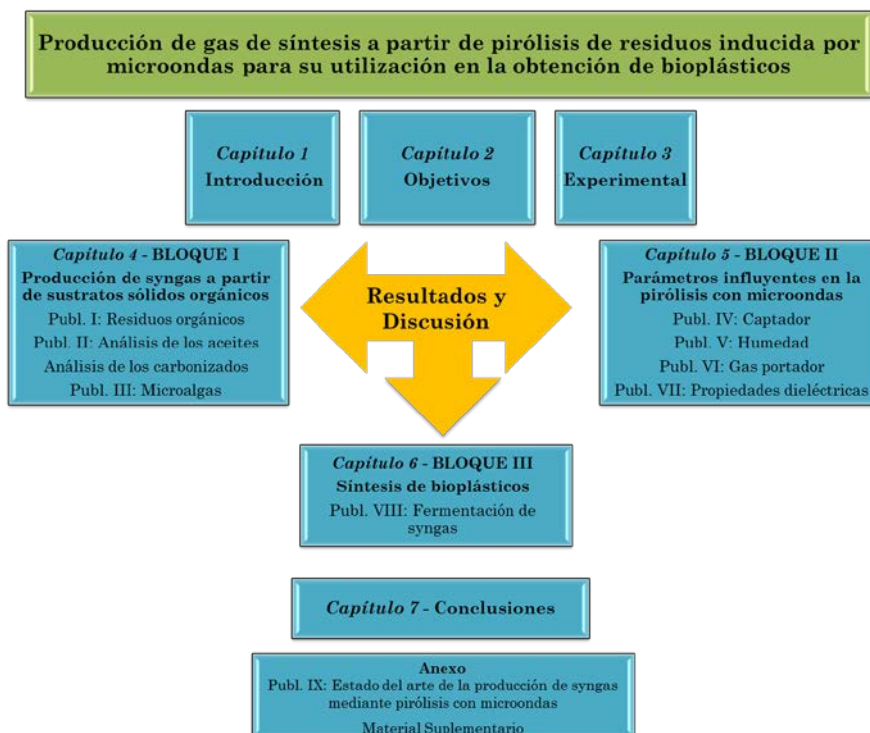 Producción de gas de síntesis a partir de pirólisis de residuos inducida por
microondas para su utilización en la obtención de bioplásticos
Capítulo 1
Introducción
Capítulo 2
Objetivos
Capítulo 3
Experimental
Capítulo 4 - BLOQUE I
Producción de syngas a partir
de sustratos sólidos orgánicos
Publ. I: Residuos orgánicos
Publ. II: Análisis de los aceites
Análisis de los carbonizados
Publ. III: Microalgas
Resultados y
Discusión
Capítulo 5 - BLOQUE II
Parámetros influyentes en la
pirólisis con microondas
Publ. IV: Captador
Publ. V: Humedad
Publ. VI: Gas portador
Publ. VII: Propiedades dieléctricas
Capítulo 6 - BLOQUE III
Síntesis de bioplásticos
Publ. VIII: Fermentación de
syngas
Capítulo 7 - Conclusiones
Anexo
Publ. IX: Estado del arte de la producción de syngas
mediante pirólisis con microondas
Material Suplementario